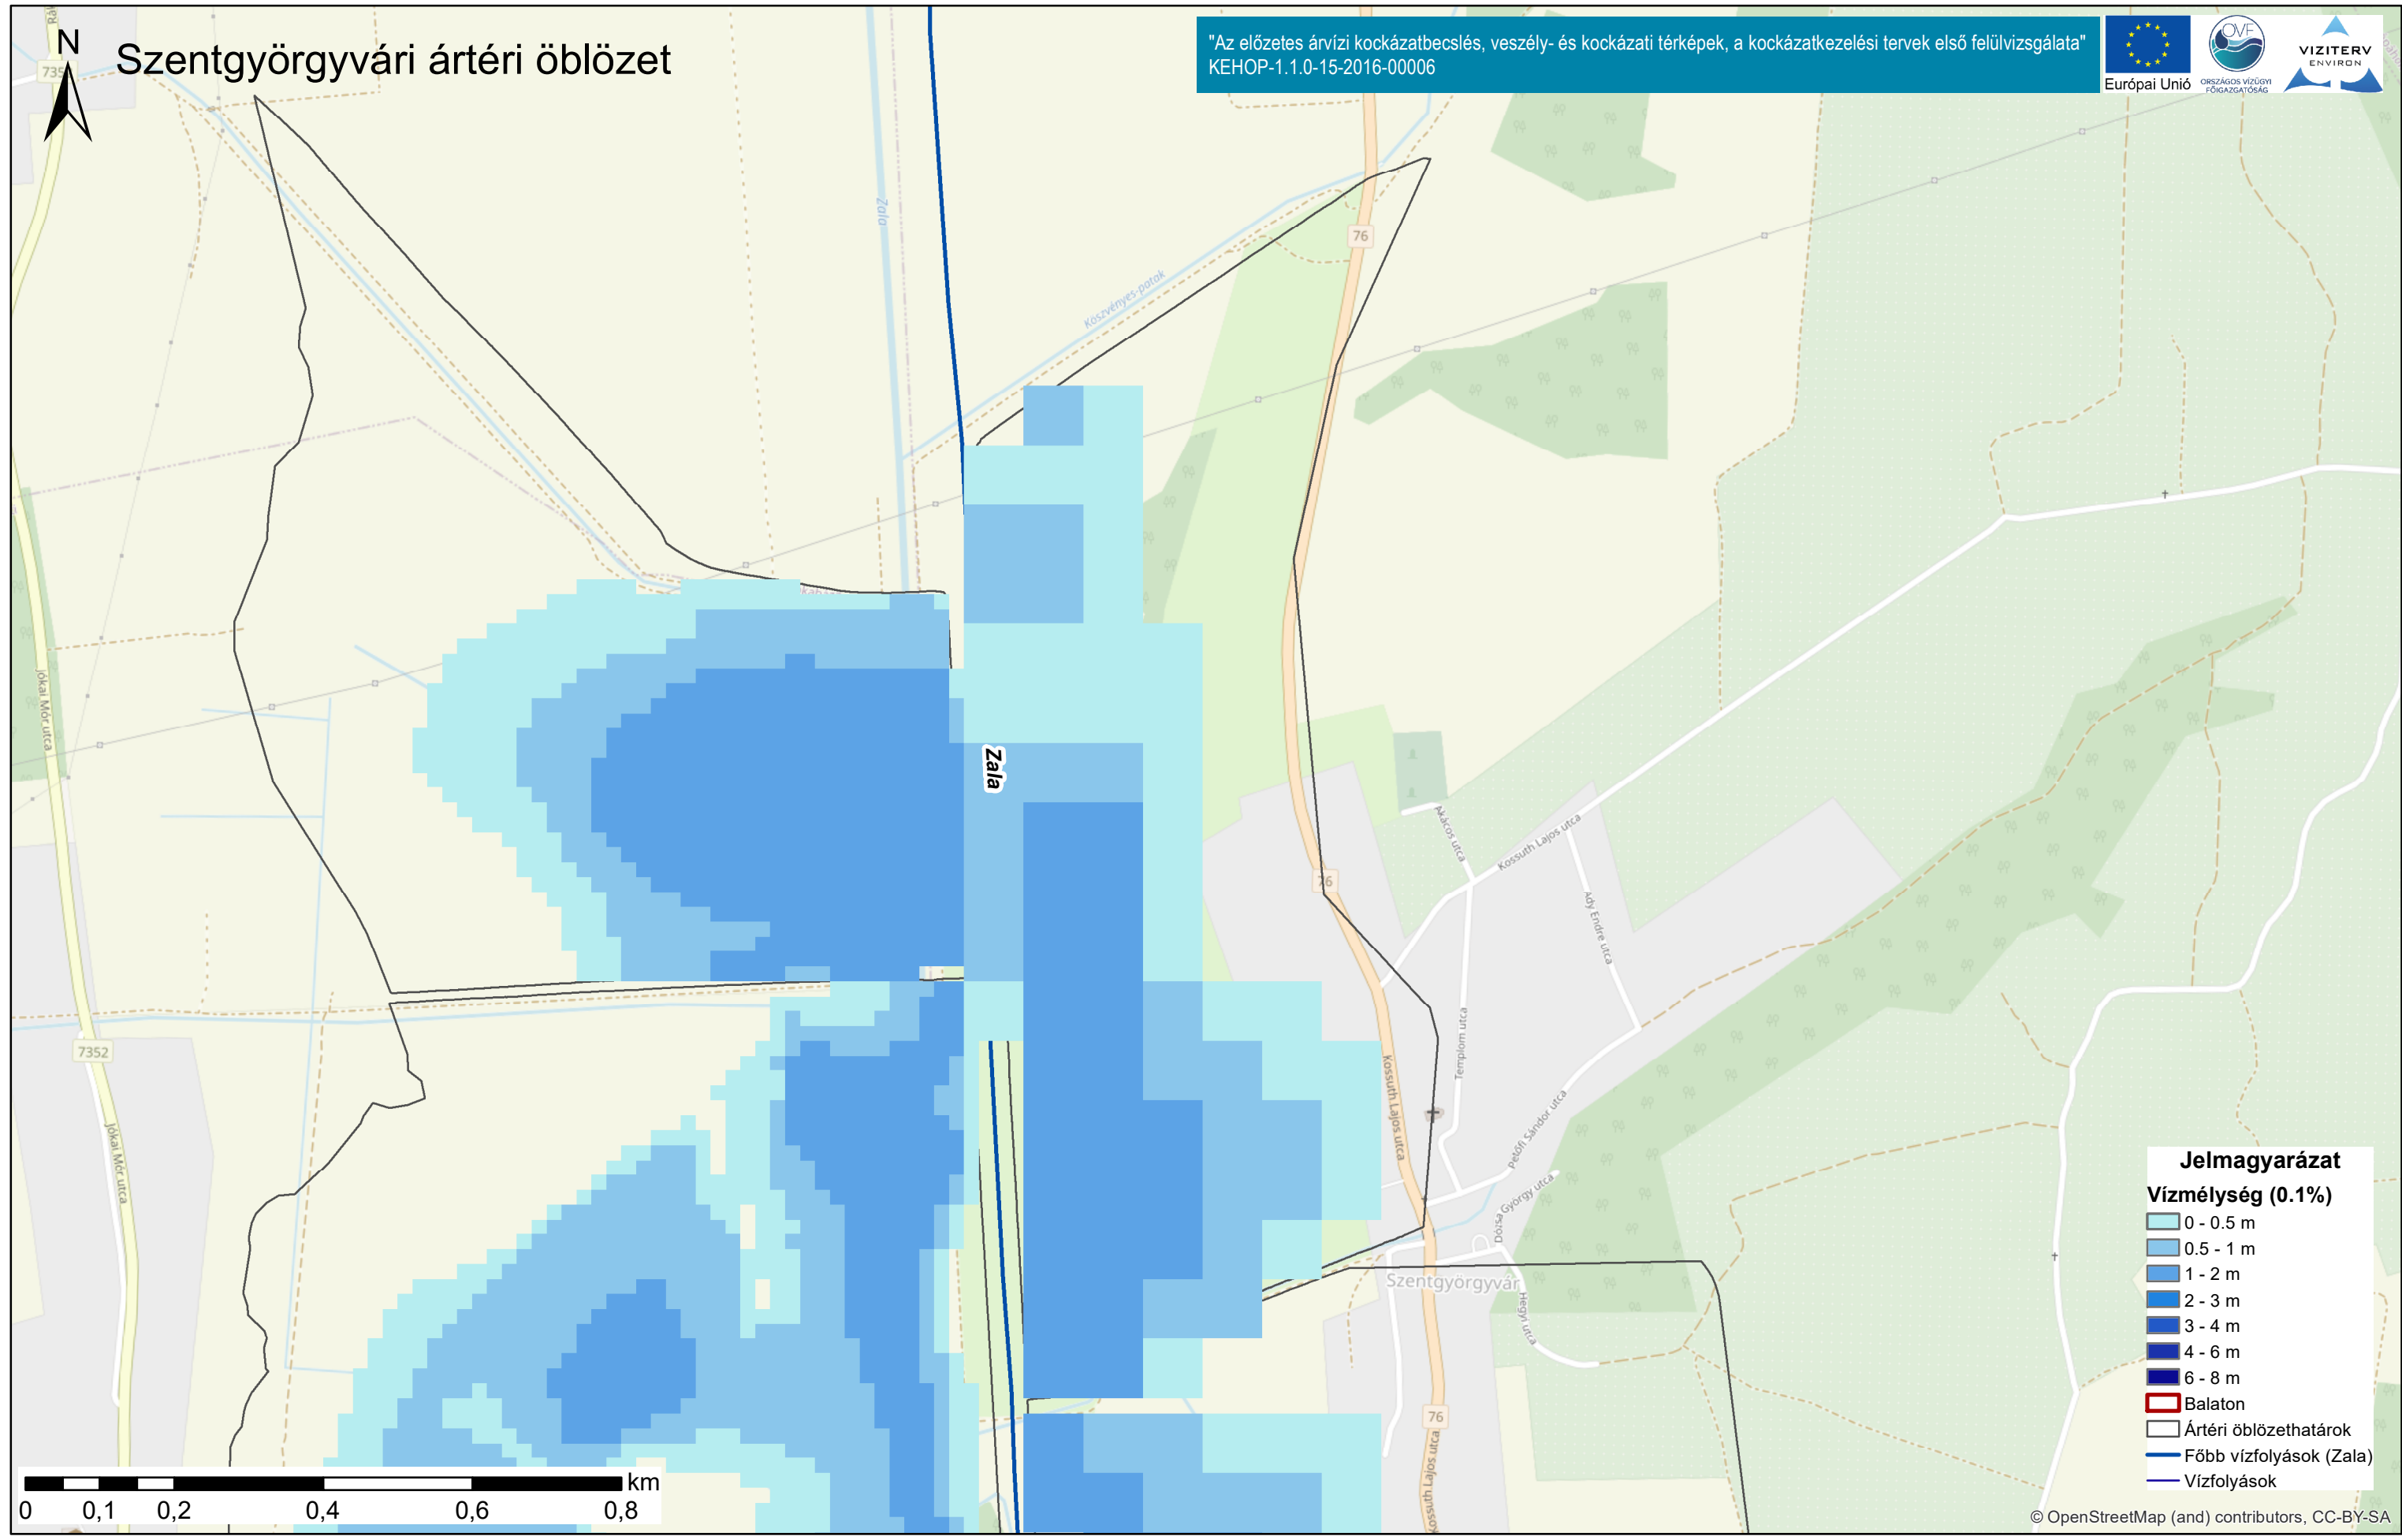 N
Szentgyörgyvári ártéri öblözet
"Az előzetes árvízi kockázatbecslés, veszély- és kockázati térképek, a kockázatkezelési tervek első felülvizsgálata"
KEHOP-1.1.0-15-2016-00006
Európai Unió
OVF
ORSZÁGOS VÍZÜGYI
FŐIGAZGATÓSÁG
VIZITERV
ENVIRON
Zala
76
Köszvényes-patak
Jókai Mór utca
Zala
Akácos utca
Kossuth Lajos utca
76
Ady Endre utca
Templom utca
7352
Kossuth Lajos utca
Petőfi Sándor utca
Jókai Mór utca
Dózsa György utca
Szentgyörgyvár
Hegyi utca
76
Kossuth Lajos utca
Jelmagyarázat
Vízmélység (0.1%)
0 - 0.5 m
0.5 - 1 m
1 - 2 m
2 - 3 m
3 - 4 m
4 - 6 m
6 - 8 m
Balaton
Ártéri öblözethatárok
Főbb vízfolyások (Zala)
Vízfolyások
km
0 0,1 0,2 0,4 0,6 0,8
© OpenStreetMap (and) contributors, CC-BY-SA